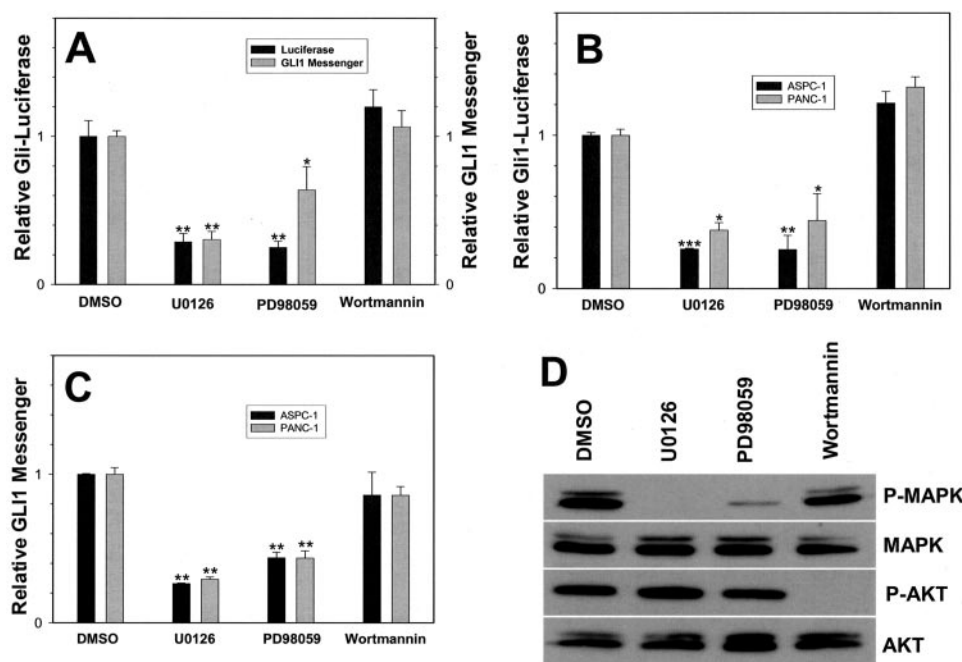 A
Luciferase
GLI1 Messenger
Relative Gli-Luciferase
Relative GLI1 Messenger
1
0
1
0
** ** ** *
DMSO U0126 PD98059 Wortmannin
B
ASPC-1
PANC-1
Relative Gli1-Luciferase
1
0
*** * ** *
DMSO U0126 PD98059 Wortmannin
C
ASPC-1
PANC-1
Relative GLI1 Messenger
1
0
** ** ** **
DMSO U0126 PD98059 Wortmannin
D
DMSO U0126 PD98059 Wortmannin
P-MAPK
MAPK
P-AKT
AKT